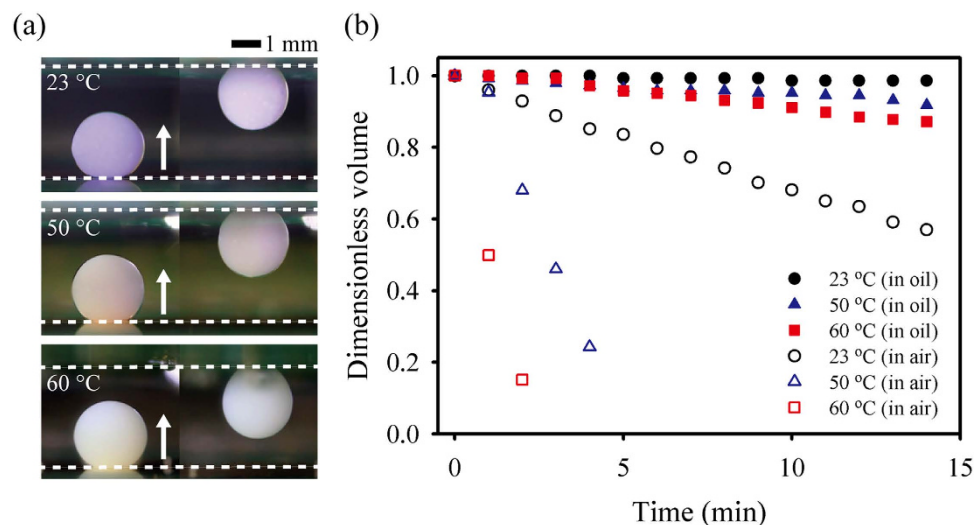 (a)
1 mm
23 °C
50 °C
60 °C
(b)
Dimensionless volume
1.0
0.8
0.6
0.4
0.2
0.0
23 ºC (in oil)
50 ºC (in oil)
60 ºC (in oil)
23 ºC (in air)
50 ºC (in air)
60 ºC (in air)
0 5 10 15
Time (min)